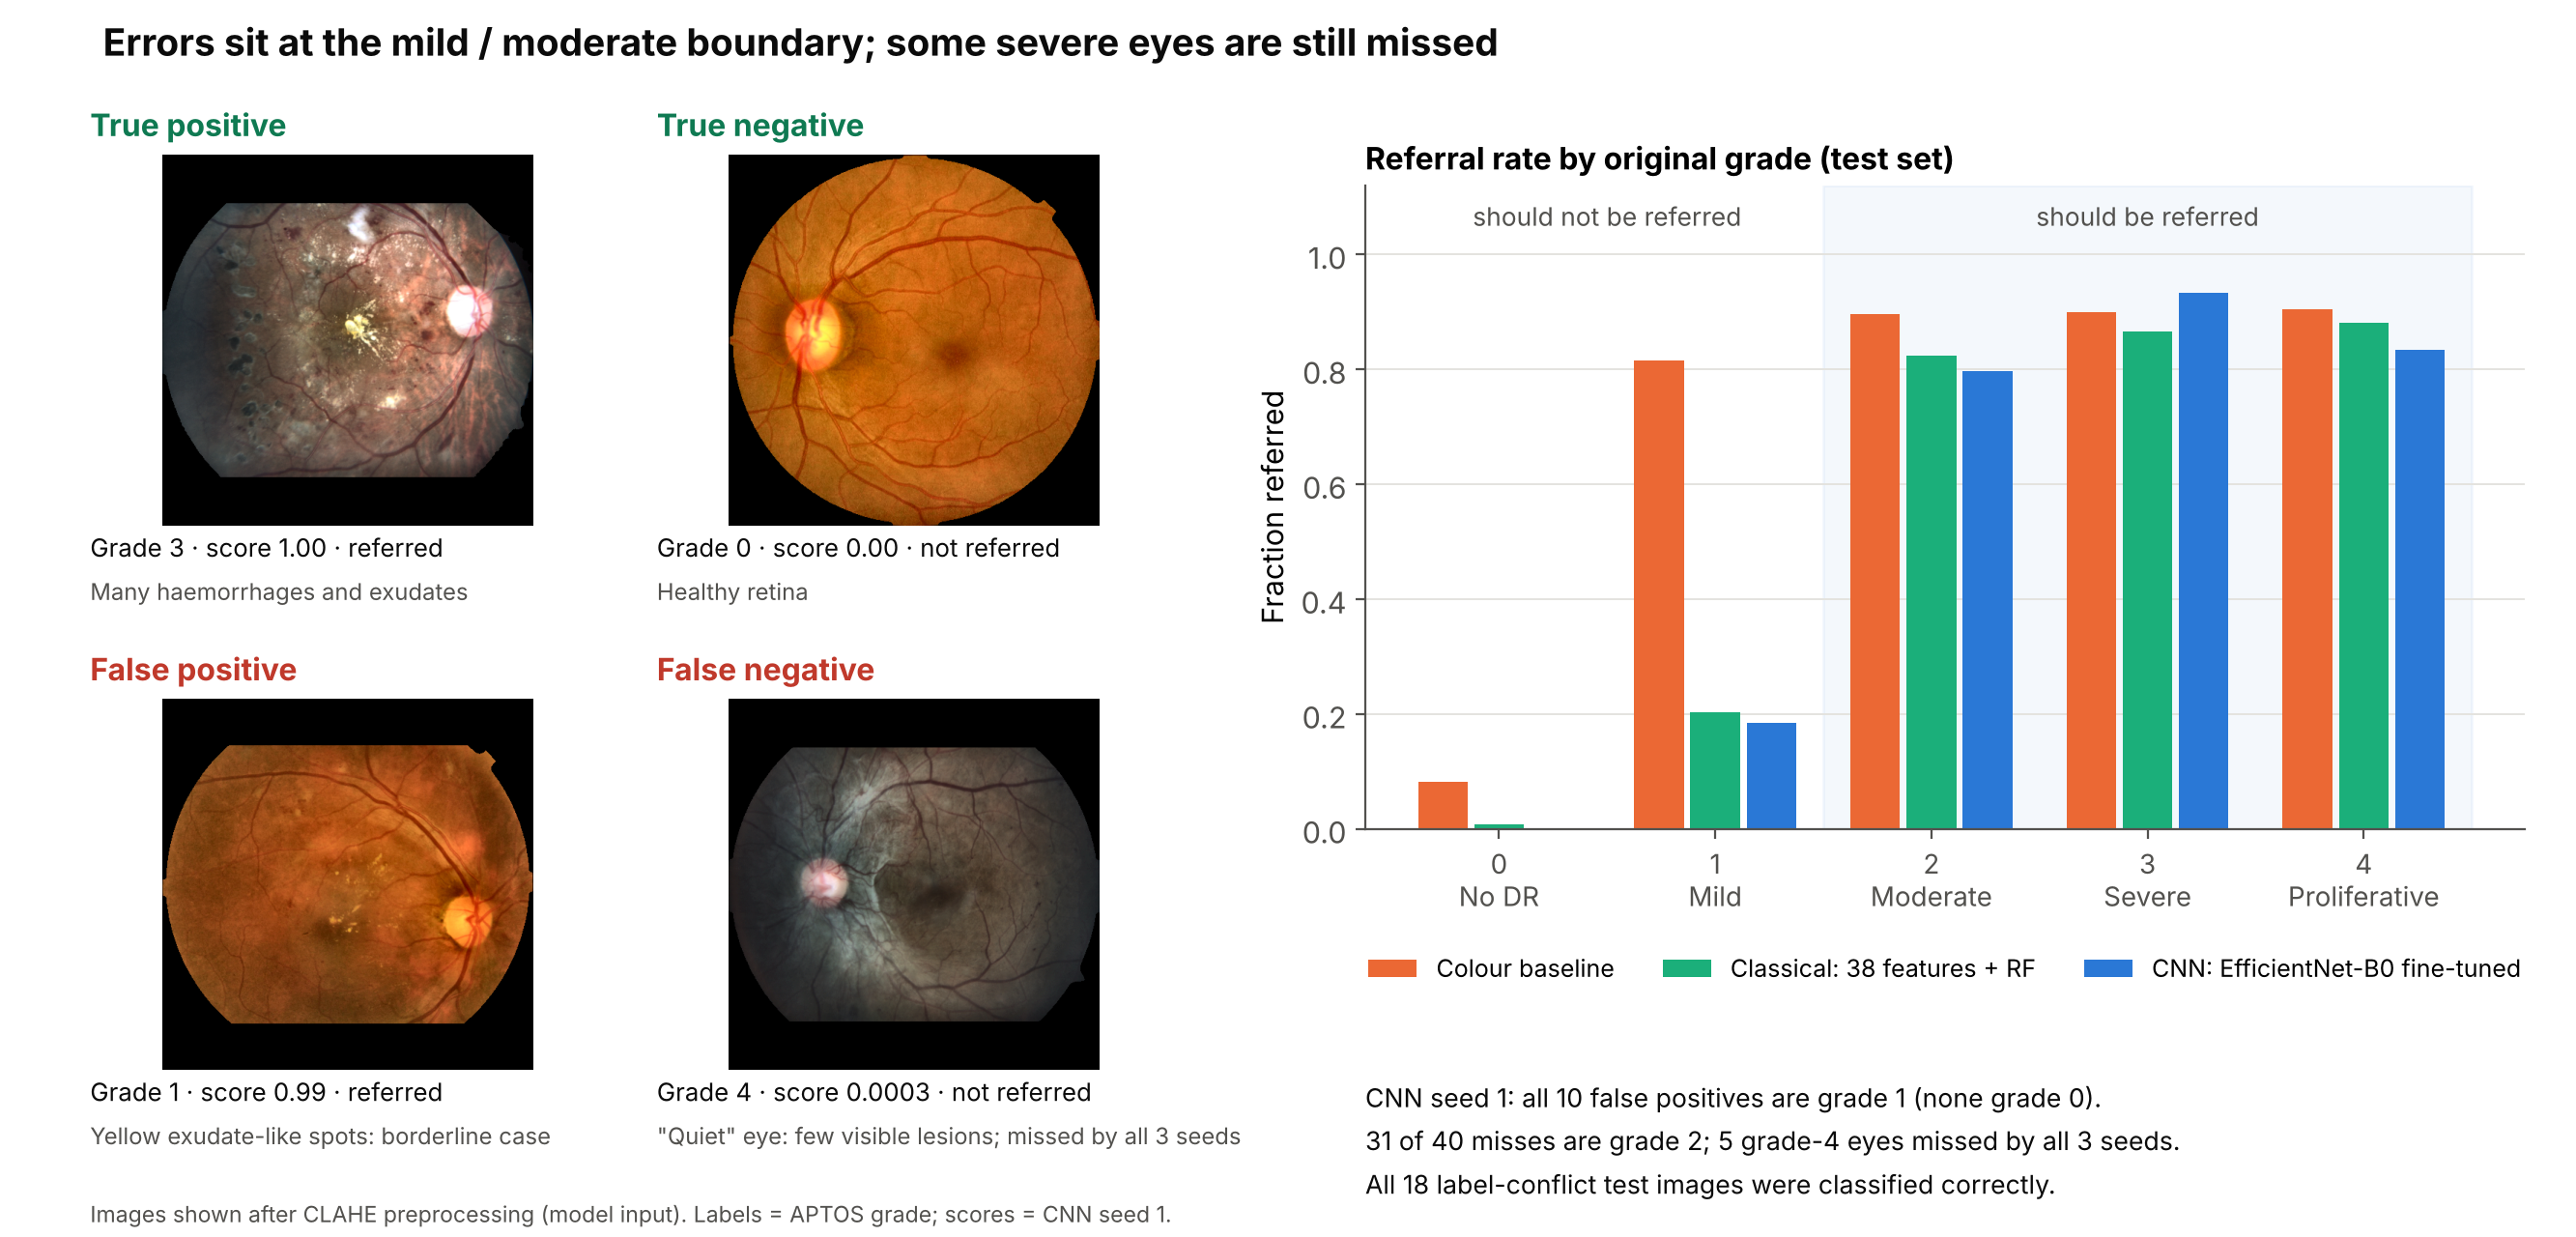 Errors sit at the mild / moderate boundary; some severe eyes are still missed
True positive
True negative
Grade 3 · score 1.00 · referred
Many haemorrhages and exudates
Grade 0 · score 0.00 · not referred
Healthy retina
False positive
False negative
Grade 1 · score 0.99 · referred
Yellow exudate-like spots: borderline case
Grade 4 · score 0.0003 · not referred
"Quiet" eye: few visible lesions; missed by all 3 seeds
Images shown after CLAHE preprocessing (model input). Labels = APTOS grade; scores = CNN seed 1.
Referral rate by original grade (test set)
should not be referred
should be referred
Fraction referred
1.0
0.8
0.6
0.4
0.2
0.0
0
No DR
1
Mild
2
Moderate
3
Severe
4
Proliferative
Colour baseline
Classical: 38 features + RF
CNN: EfficientNet-B0 fine-tuned
CNN seed 1: all 10 false positives are grade 1 (none grade 0).
31 of 40 misses are grade 2; 5 grade-4 eyes missed by all 3 seeds.
All 18 label-conflict test images were classified correctly.